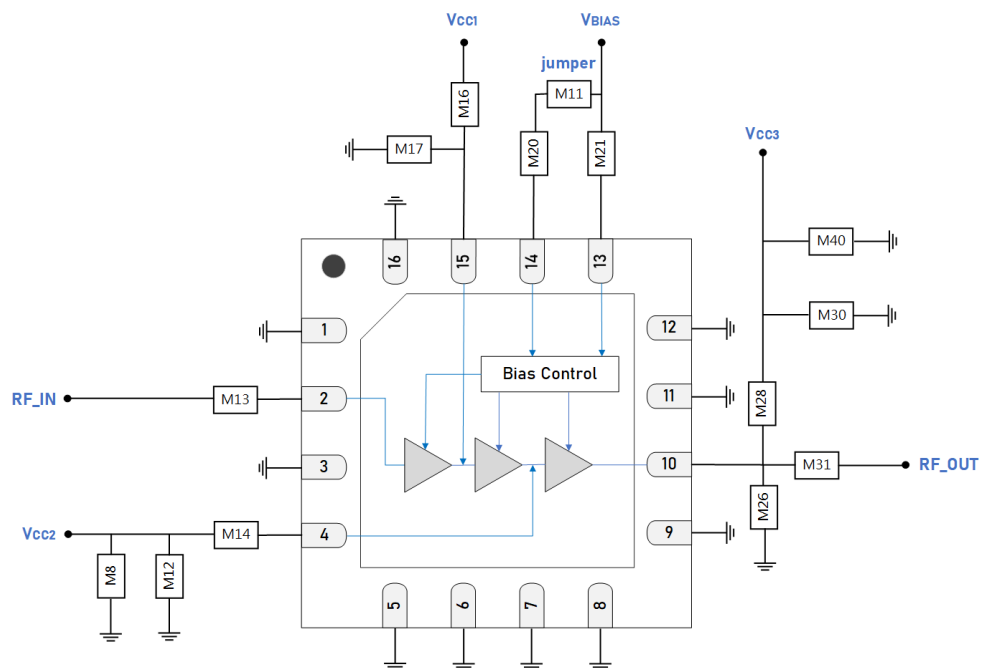 VCC1
VBIAS
jumper
M11
M16
M20
M21
M17
VCC3
M40
M30
M28
16
15
14
13
1
12
Bias Control
RF_IN
M13
2
11
3
10
M31
RF_OUT
M26
VCC2
M14
4
9
M8
M12
5
6
7
8